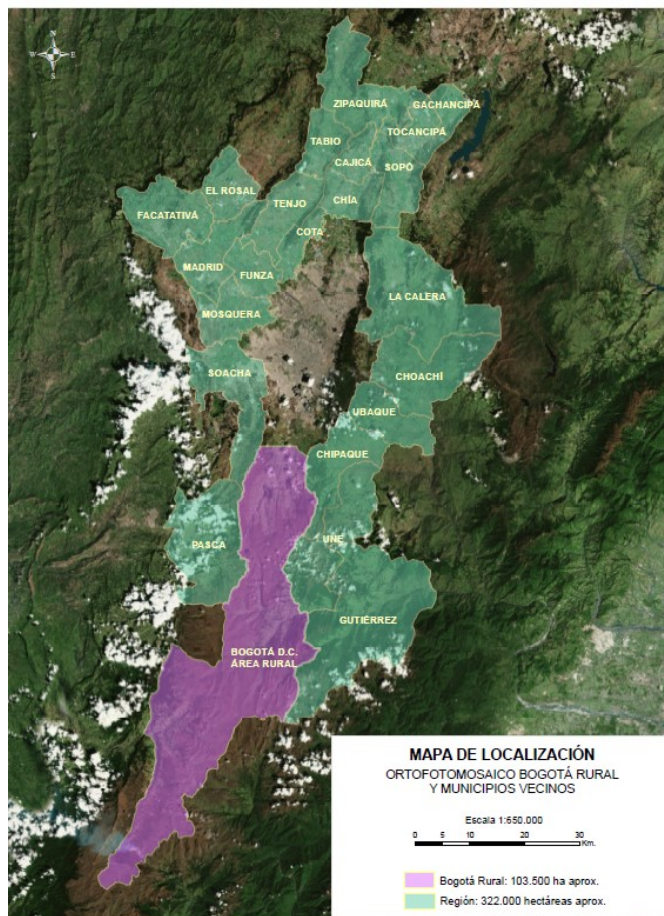 N
W E
S
ZIPAQUIRÁ
GACHANCIPÁ
TOCANCIPÁ
TABIO
CAJICÁ
SOPÓ
EL ROSAL
TENJO
CHÍA
FACATATIVÁ
COTA
MADRID
FUNZA
LA CALERA
MOSQUERA
SOACHA
CHOACHÍ
UBAQUE
CHIPAQUE
PASCA
UNE
GUTIÉRREZ
BOGOTÁ D.C.
ÁREA RURAL
MAPA DE LOCALIZACIÓN
ORTOFOTOMOSAICO BOGOTÁ RURAL
Y MUNICIPIOS VECINOS
Escala 1:650.000
0 5 10 20 30
Km.
Bogotá Rural: 103.500 ha aprox.
Región: 322.000 hectáreas aprox.